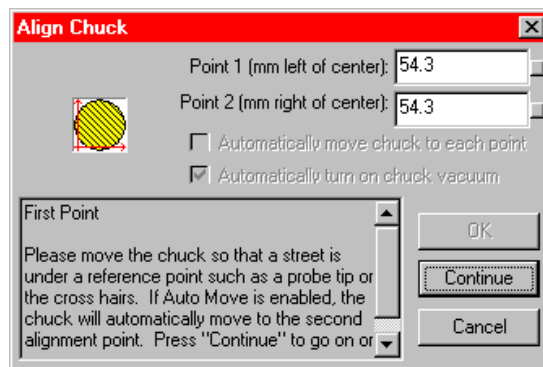 Align Chuck
Point 1 (mm left of center): 54.3
Point 2 (mm right of center): 54.3
Automatically move chuck to each point
Automatically turn on chuck vacuum
First Point
Please move the chuck so that a street is
under a reference point such as a probe tip or
the cross hairs.  If Auto Move is enabled, the
chuck will automatically move to the second
alignment point.  Press "Continue" to go on or
OK
Continue
Cancel